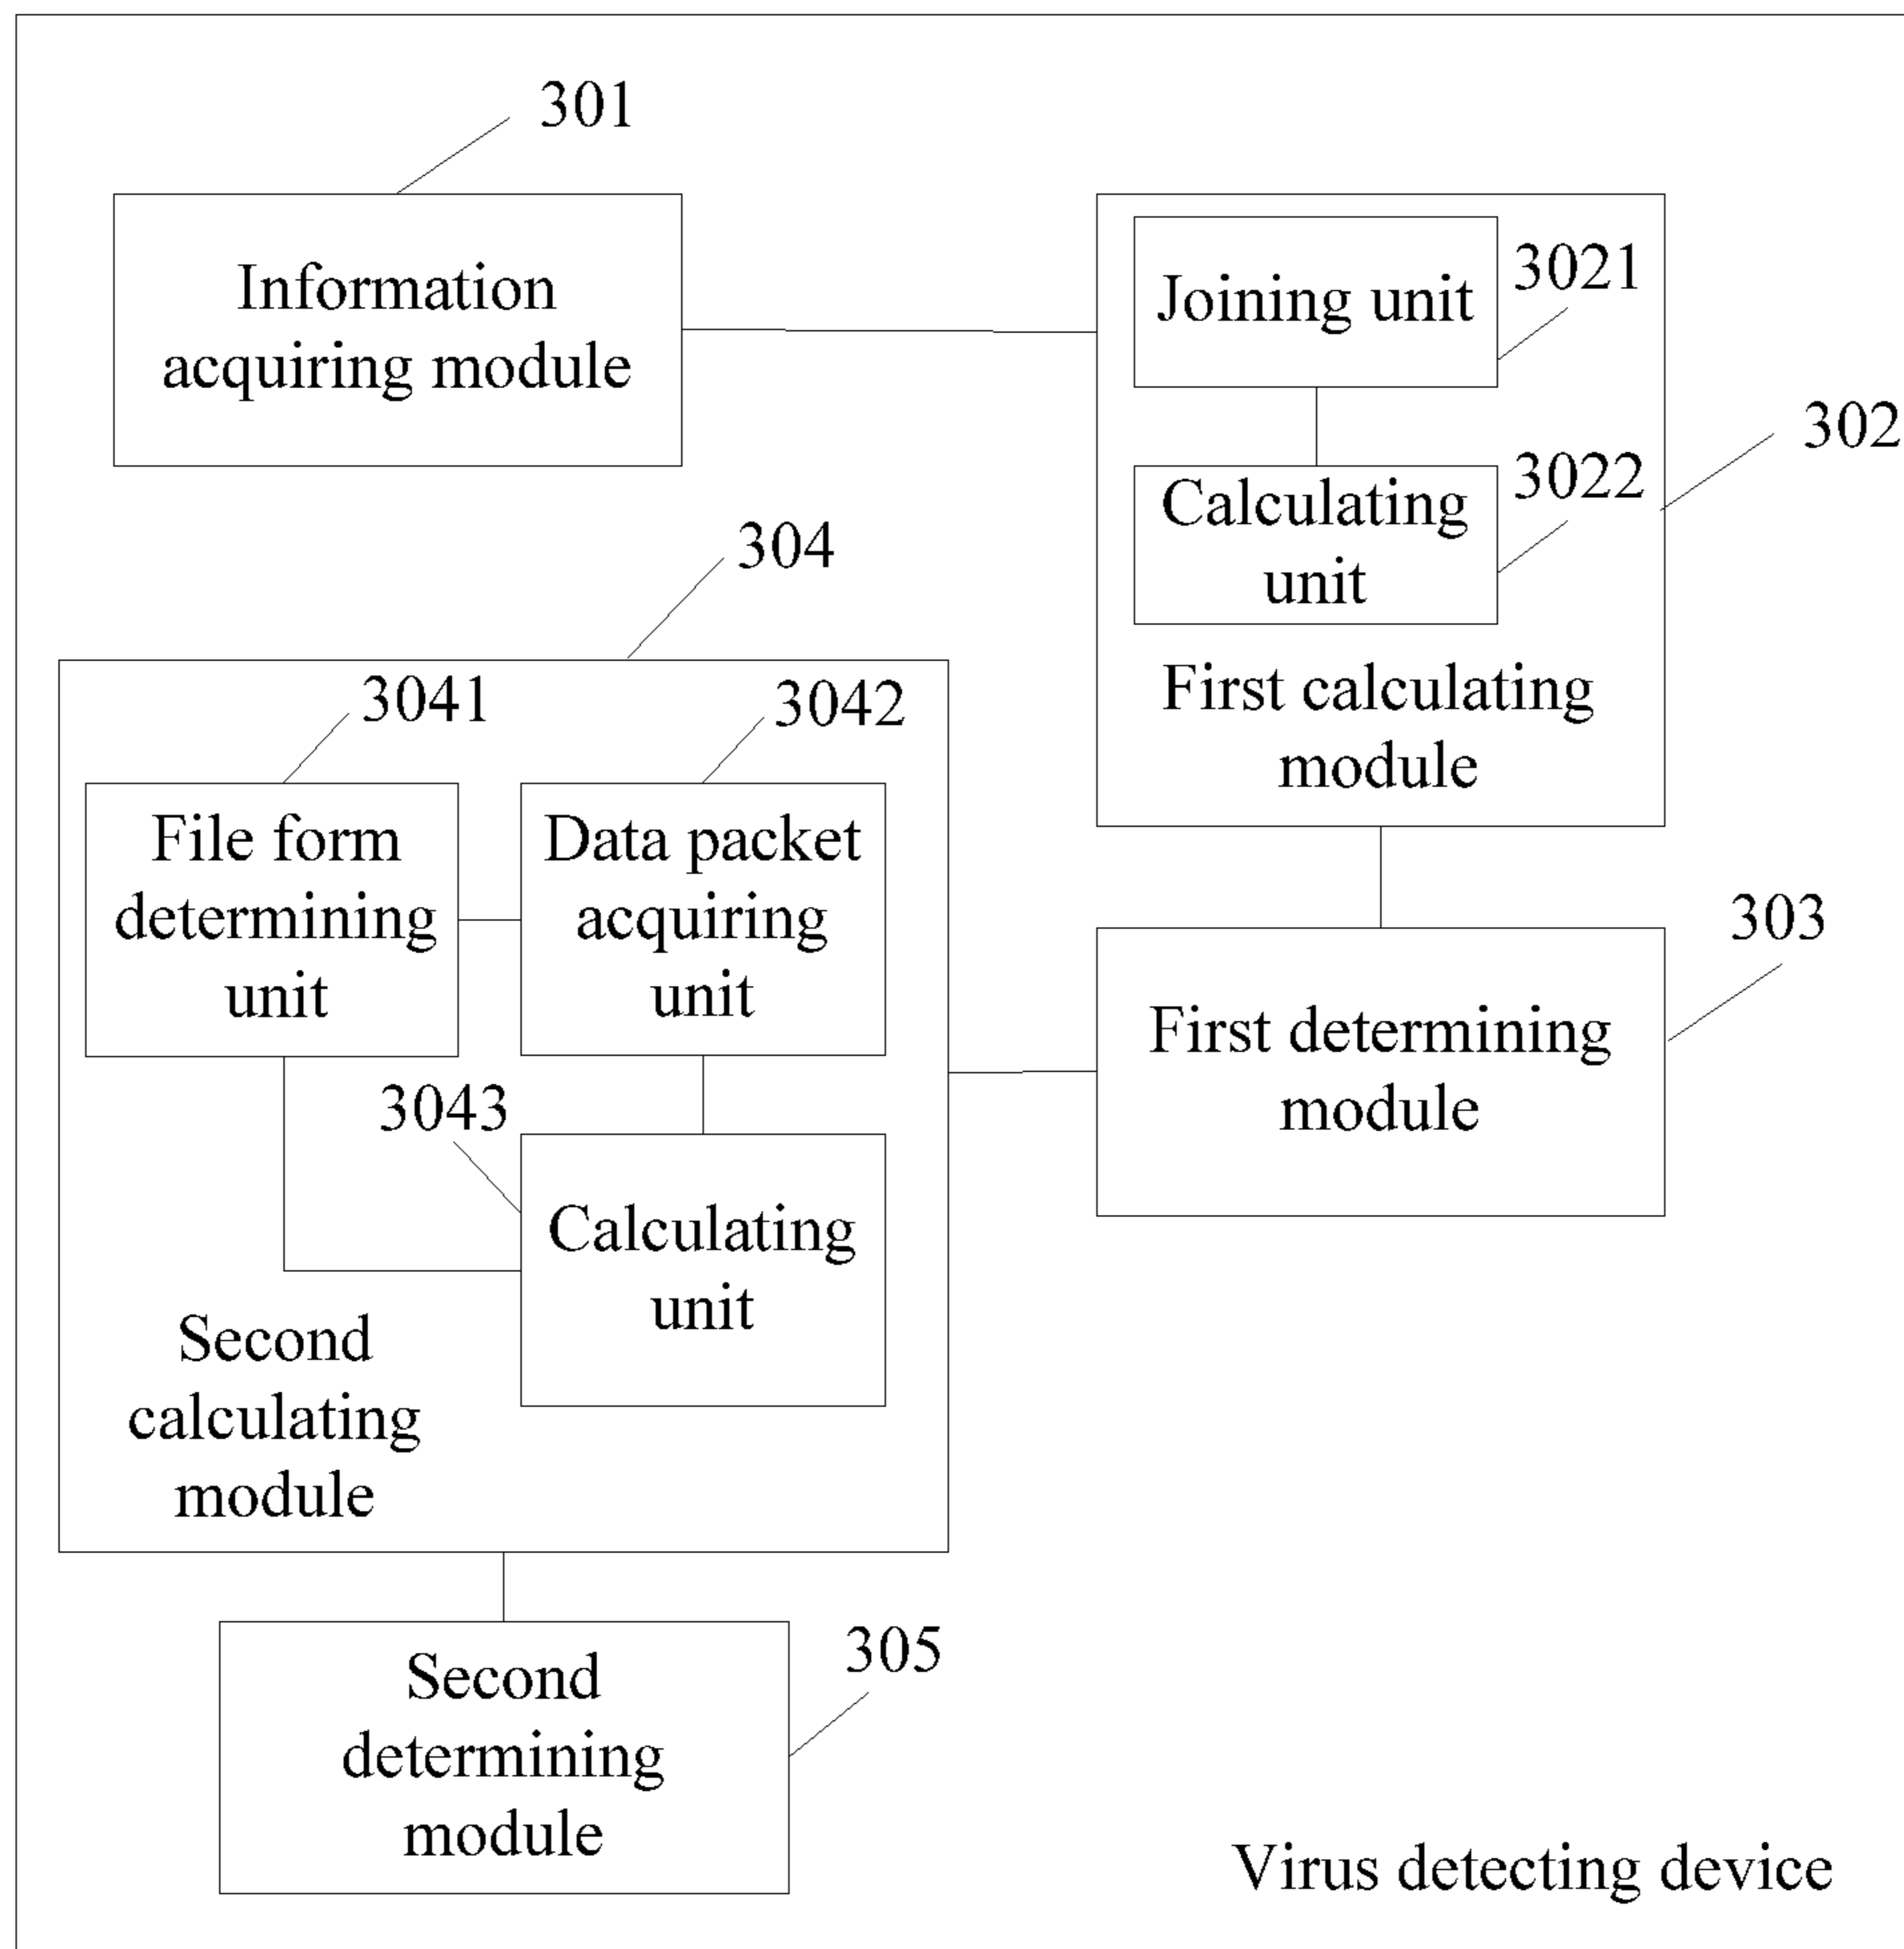 301
Information
acquiring module
Joining unit
3021
Calculating
unit
3022
302
First calculating
module
304
3041
3042
File form
determining
unit
Data packet
acquiring
unit
3043
Calculating
unit
Second
calculating
module
303
First determining
module
305
Second
determining
module
Virus detecting device